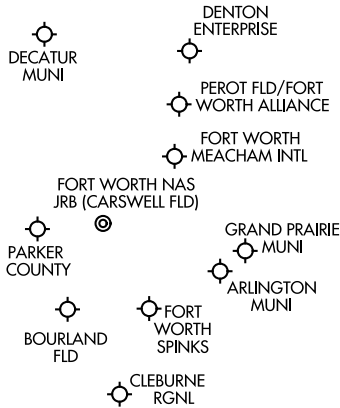 DENTON
ENTERPRISE
DECATUR
MUNI
PEROT FLD/FORT
WORTH ALLIANCE
FORT WORTH
MEACHAM INTL
FORT WORTH NAS
JRB (CARSWELL FLD)
GRAND PRAIRIE
MUNI
PARKER
COUNTY
ARLINGTON
MUNI
BOURLAND
FLD
FORT
WORTH
SPINKS
CLEBURNE
RGNL